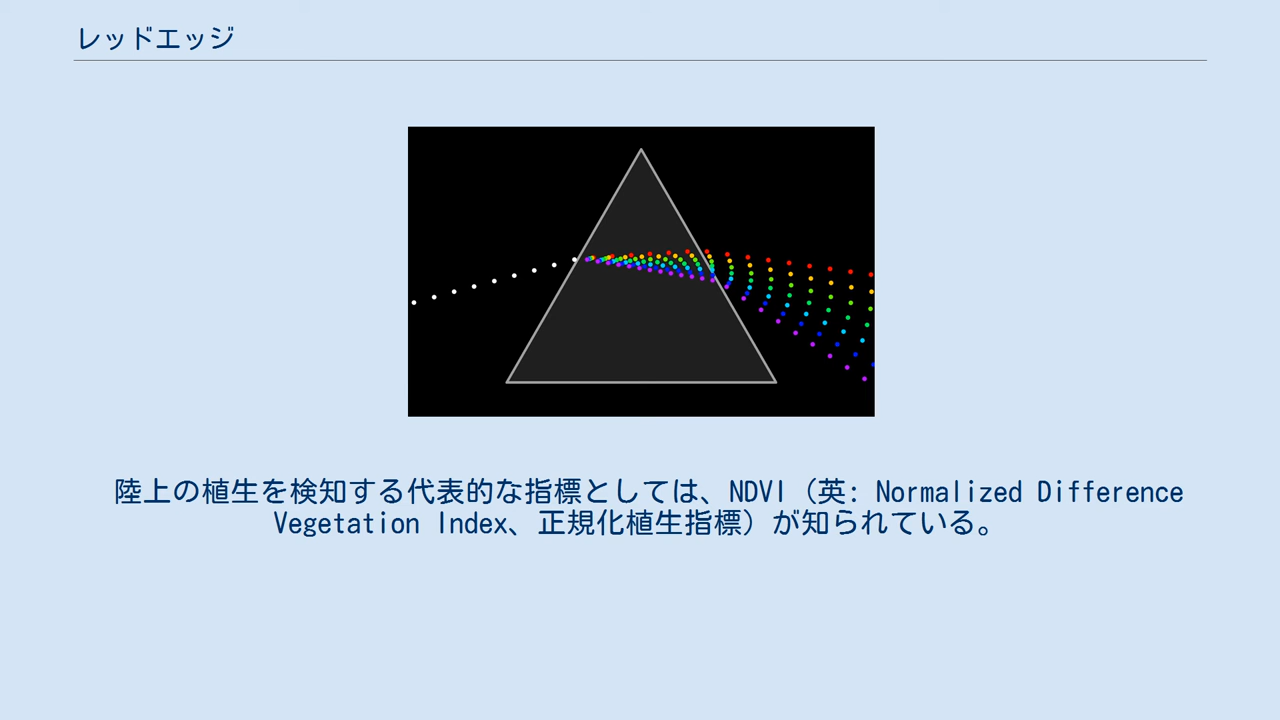 レッドエッジ
陸上の植生を検知する代表的な指標としては、NDVI（英: Normalized Difference
Vegetation Index、正規化植生指標）が知られている。